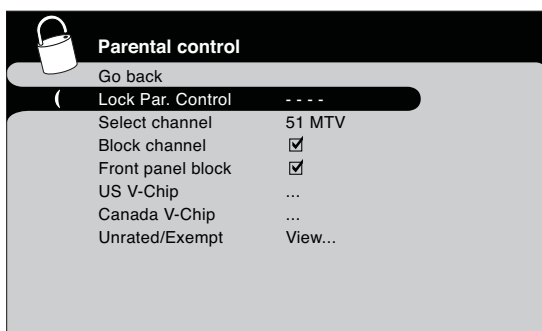 Parental control
Go back
Lock Par. Control - - - -
Select channel 51 MTV
Block channel
Front panel block
US V-Chip ...
Canada V-Chip ...
Unrated/Exempt View...